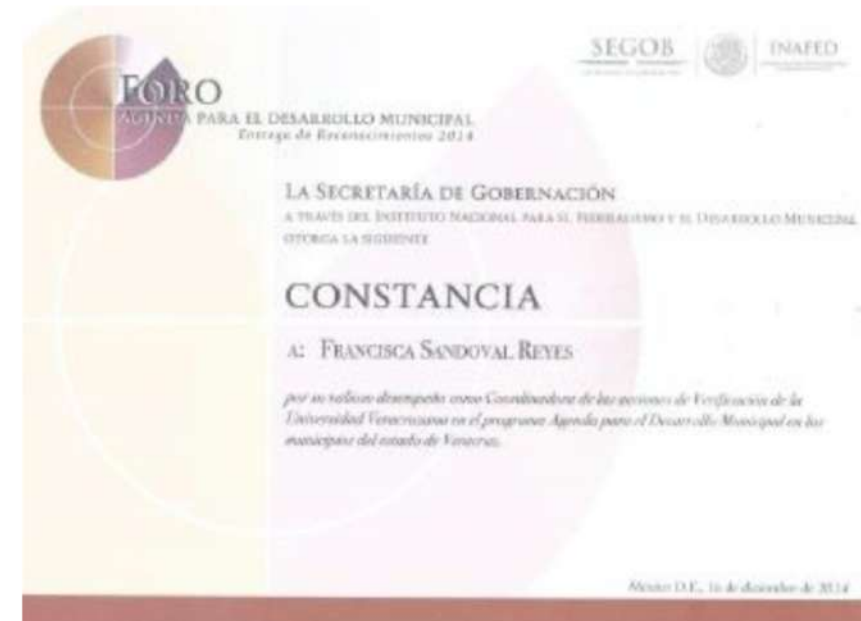 SEGOB
INAFED
FORO
AGENDA PARA EL DESARROLLO MUNICIPAL
Entrega de Reconocimientos 2014
LA SECRETARÍA DE GOBERNACIÓN
A TRAVÉS DEL INSTITUTO NACIONAL PARA EL FEDERALISMO Y EL DESARROLLO MUNICIPAL
OTORGA LA SIGUIENTE
CONSTANCIA
A: FRANCISCA SANDOVAL REYES
por su valioso desempeño como Coordinadora de las acciones de Verificación de la
Universidad Veracruzana en el programa Agenda para el Desarrollo Municipal en los
municipios del estado de Veracruz.
México D.F., 16 de diciembre de 2014